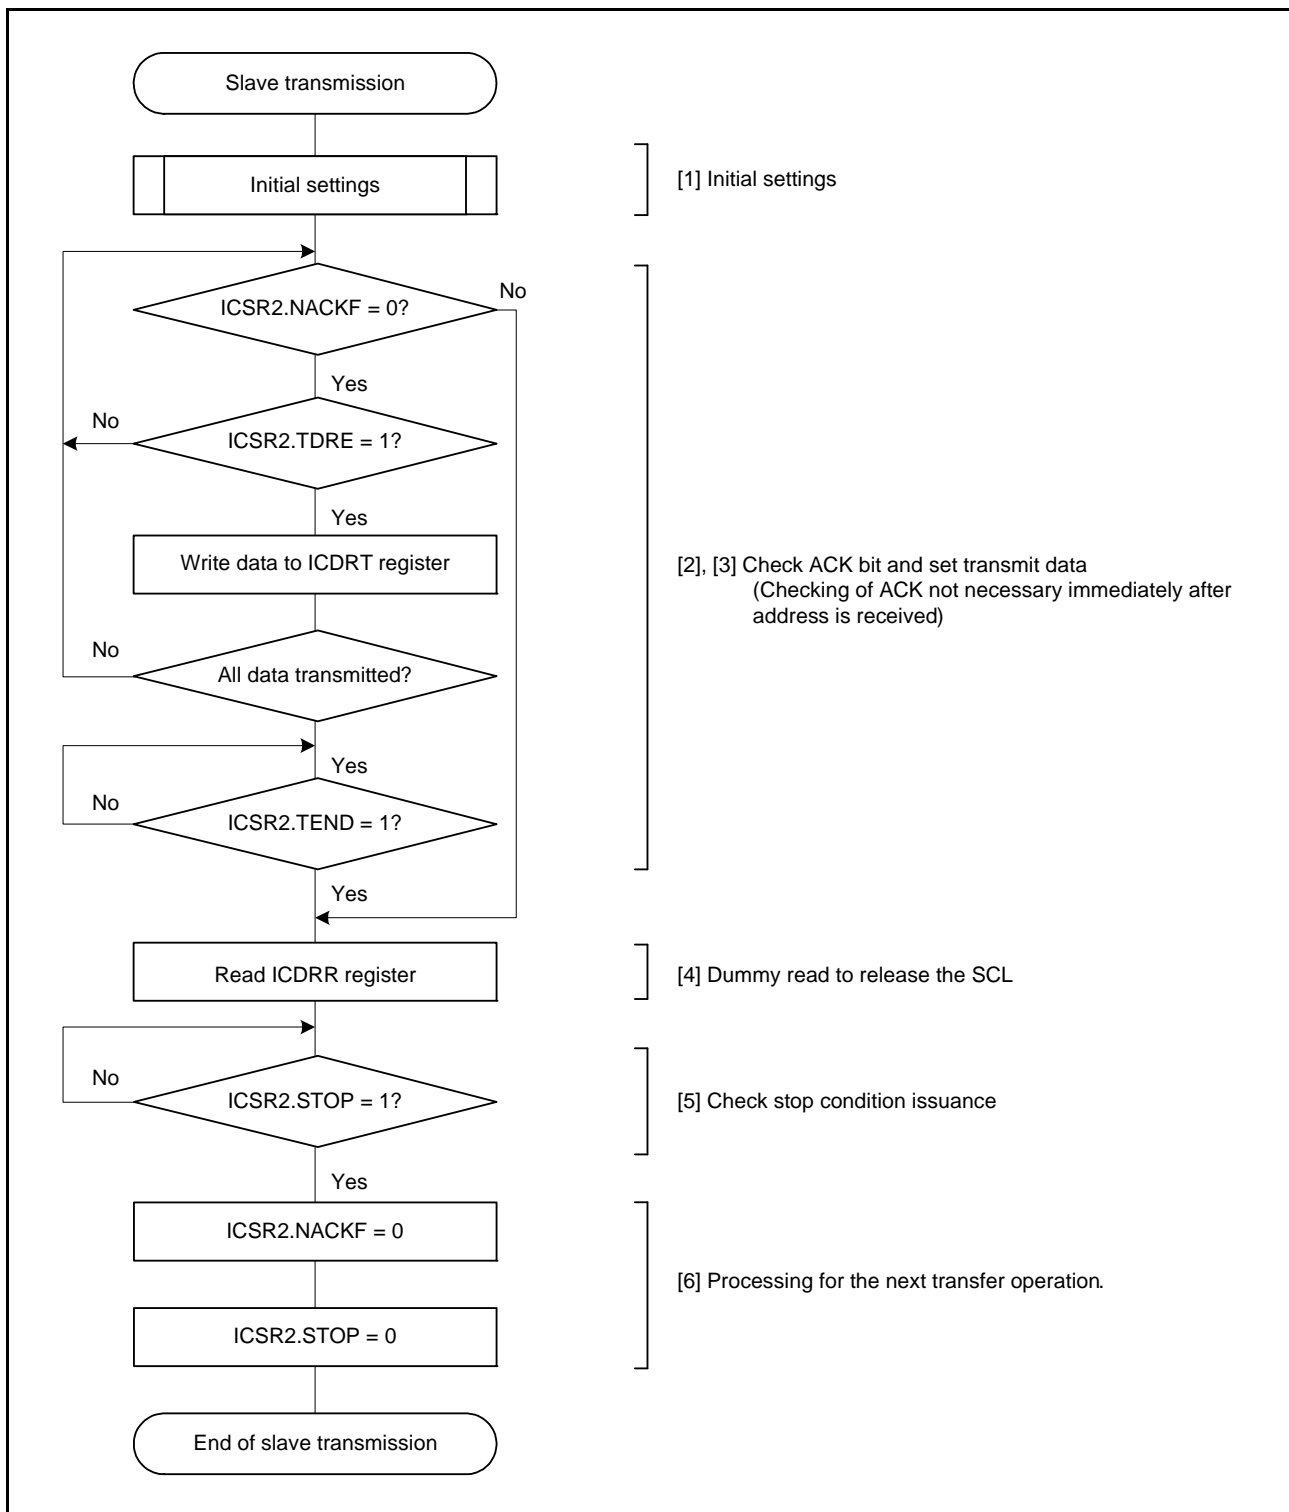 Slave transmission
Initial settings
[1] Initial settings
ICSR2.NACKF = 0?
No
Yes
No
ICSR2.TDRE = 1?
Yes
Write data to ICDRT register
[2], [3] Check ACK bit and set transmit data
(Checking of ACK not necessary immediately after
address is received)
No
All data transmitted?
Yes
No
ICSR2.TEND = 1?
Yes
Read ICDRR register
[4] Dummy read to release the SCL
No
ICSR2.STOP = 1?
[5] Check stop condition issuance
Yes
ICSR2.NACKF = 0
[6] Processing for the next transfer operation.
ICSR2.STOP = 0
End of slave transmission